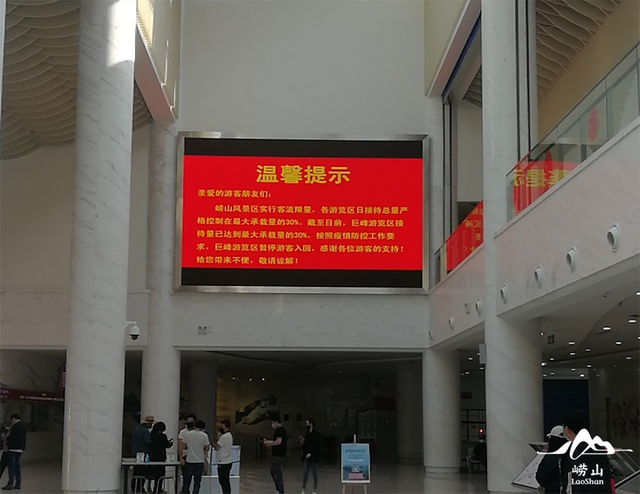 温馨提示
亲爱的游客朋友们：
崂山风景区实行客流限量，各游览区日接待总量严
格控制在最大承载量的30%，截至目前，巨峰游览区接
待量已达到最大承载量的30%，按照疫情防控工作要
求，巨峰游览区暂停游客入园，感谢各位游客的支持！
给您带来不便，敬请谅解！
崂山
LaoShan